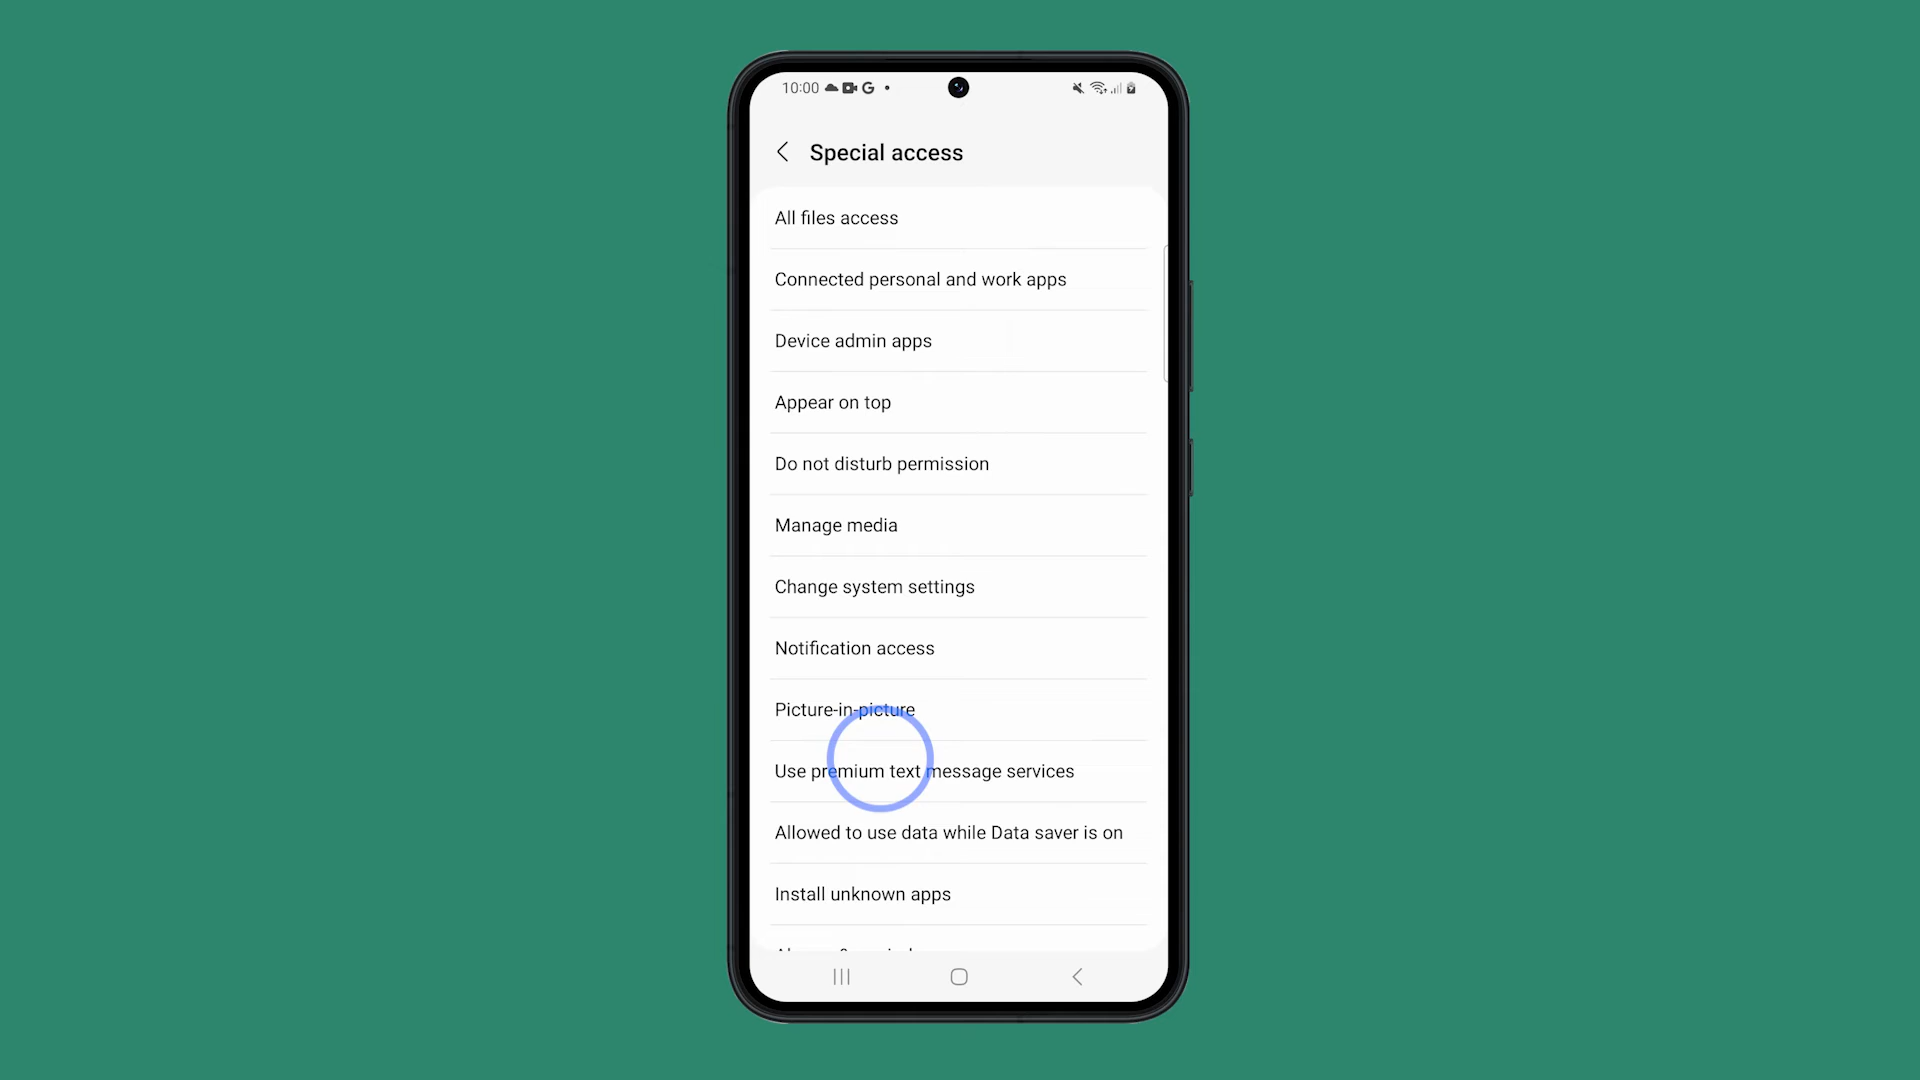 10:00
Special access
All files access
Connected personal and work apps
Device admin apps
Appear on top
Do not disturb permission
Manage media
Change system settings
Notification access
Picture-in-picture
Use premium text message services
Allowed to use data while Data saver is on
Install unknown apps